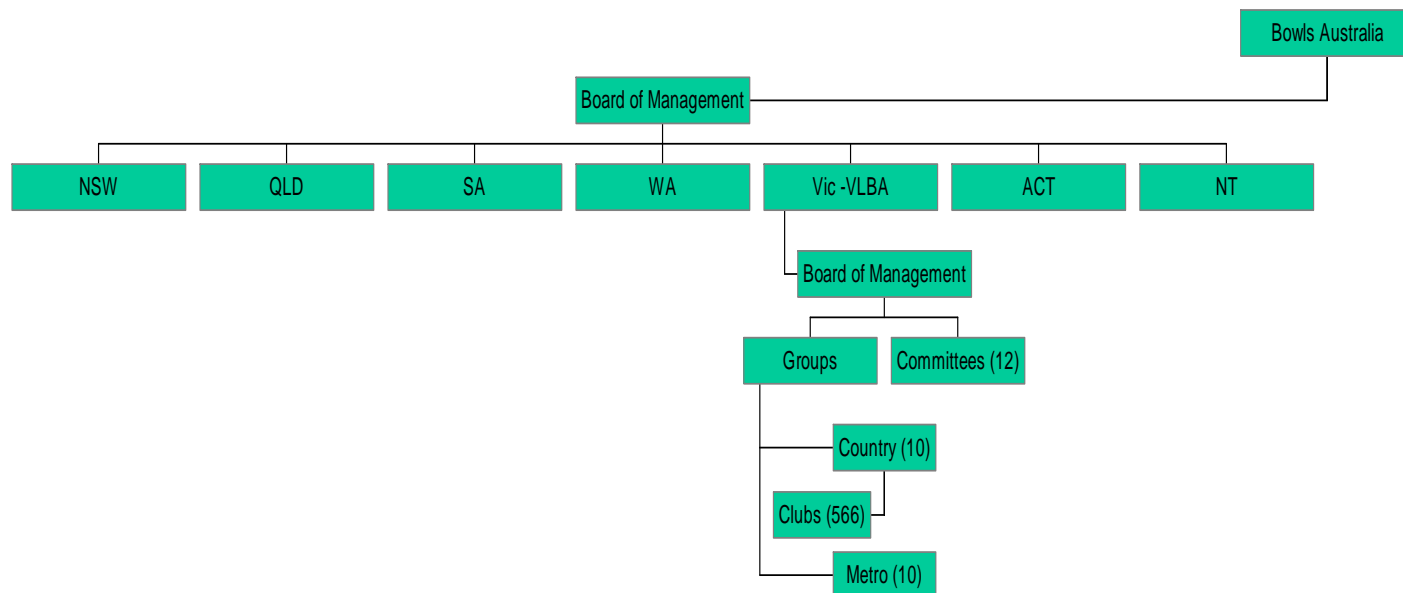 Bowls Australia
Board of Management
NSW
QLD
SA
WA
Vic -VLBA
ACT
NT
Board of Management
Groups
Committees (12)
Country (10)
Clubs (566)
Metro (10)